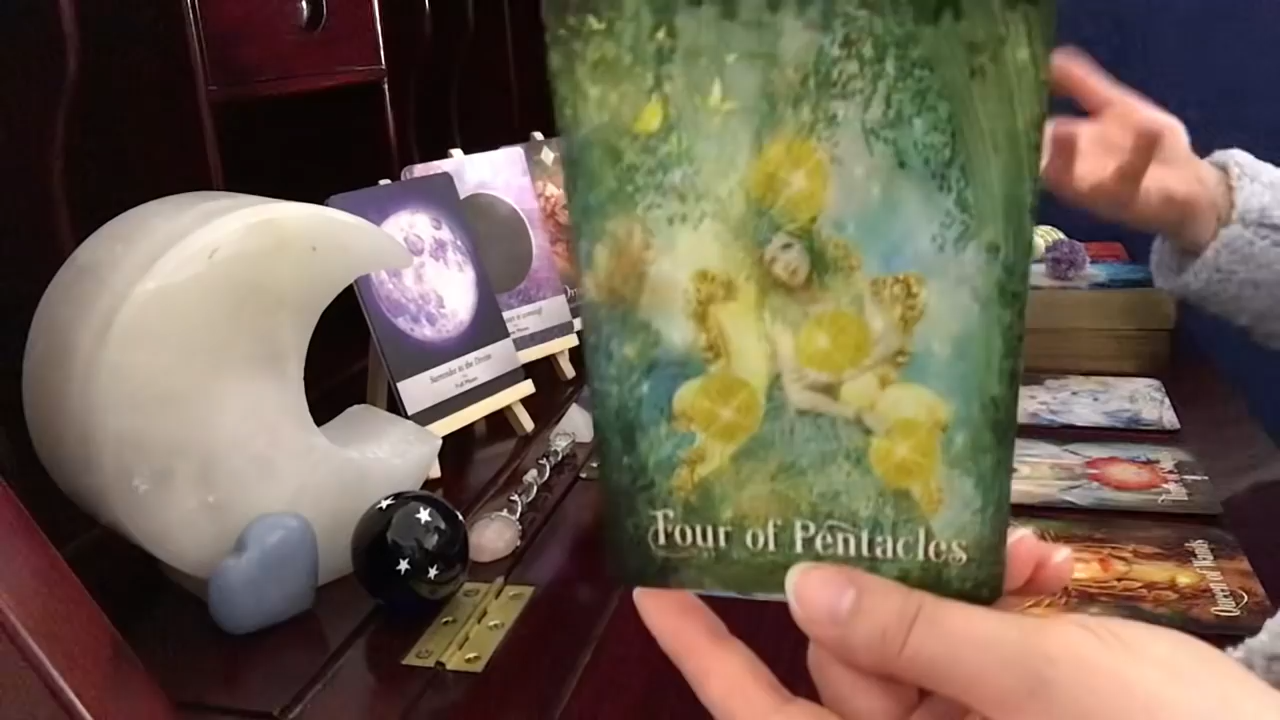 Surrender to the Divine
Full Moon
Four of Pentacles
Queen of Wands